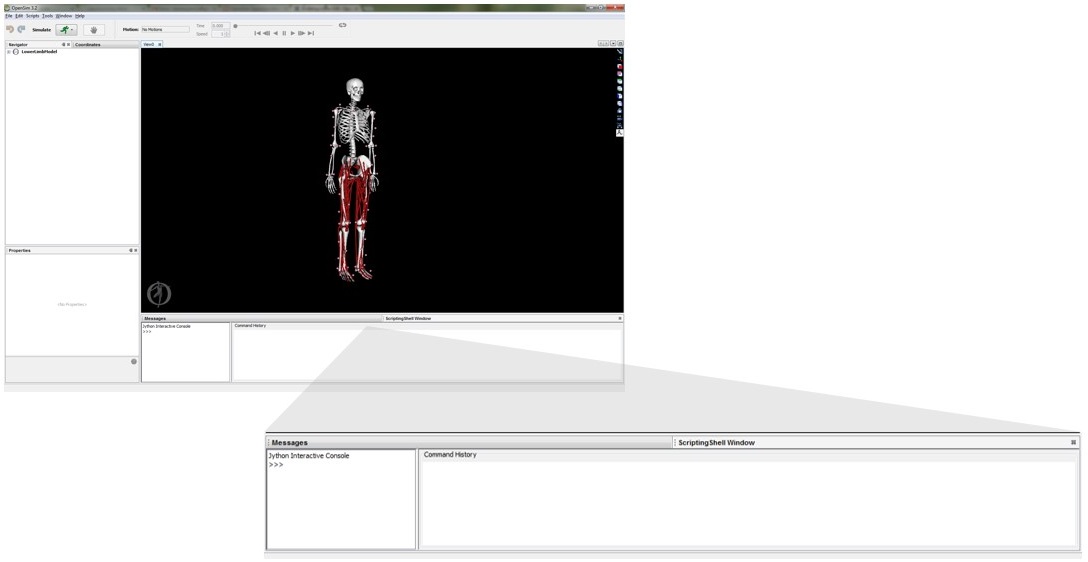 OpenSim 3.2
File Edit Scripts Tools Window Help
Simulate
Motion: No Motions
Time 0.000
Speed 1
Navigator
Coordinates
View0
LowerLimbModel
Properties
<No Properties>
Messages
ScriptingShell Window
Jython Interactive Console
>>>
Command History
Messages
ScriptingShell Window
Jython Interactive Console
>>>
Command History